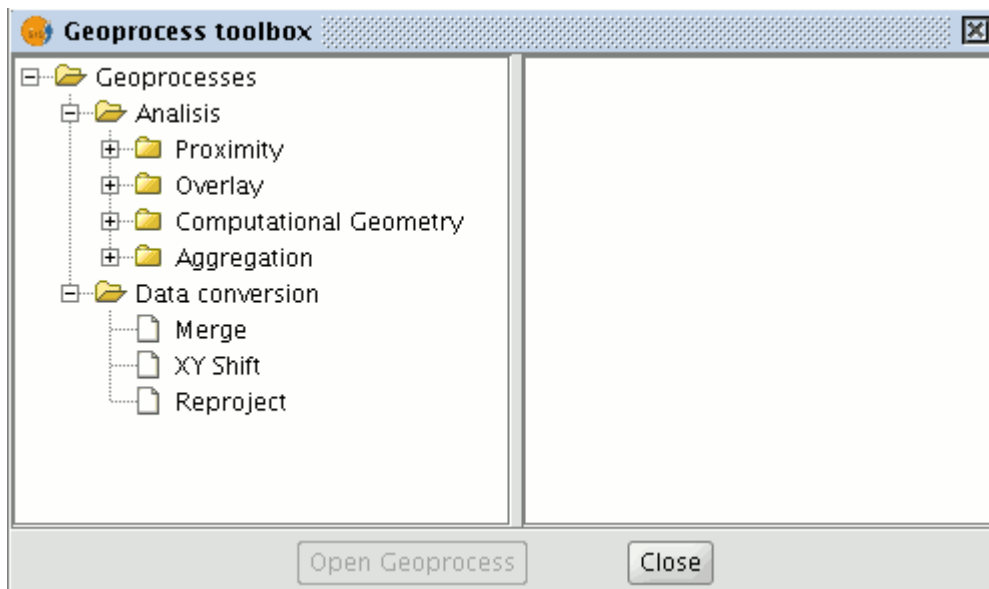 Geoprocess toolbox
Geoprocesses
Analisis
Proximity
Overlay
Computational Geometry
Aggregation
Data conversion
Merge
XY Shift
Reproject
Open Geoprocess
Close